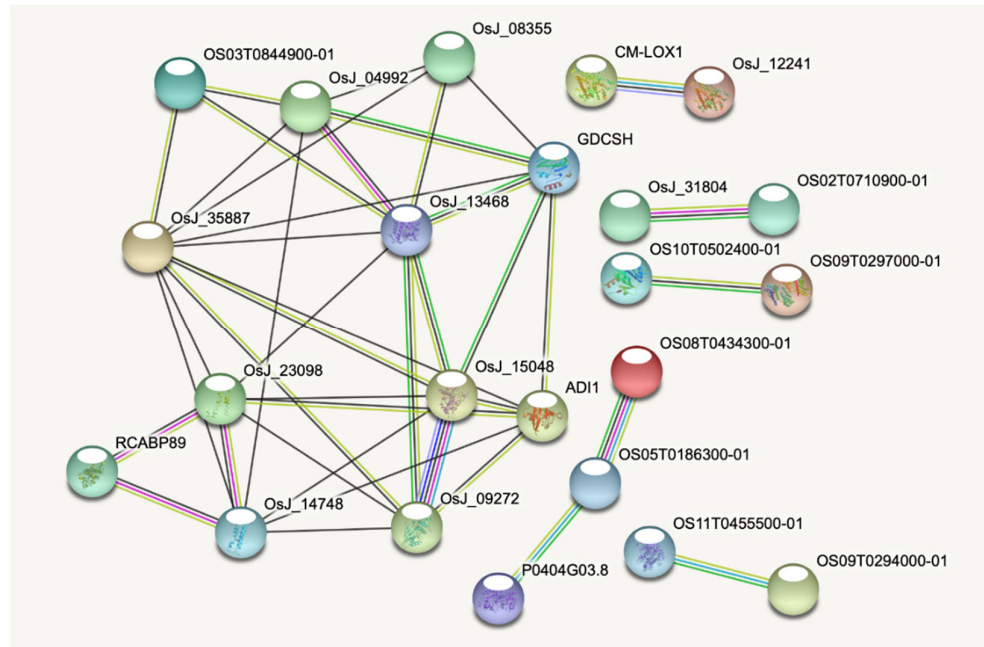 OsJ_08355
OS03T0844900-01
OsJ_04992
CM-LOX1
OsJ_12241
GDCSH
OsJ_31804
OS02T0710900-01
OsJ_13468
OsJ_35887
OS10T0502400-01
OS09T0297000-01
OS08T0434300-01
OsJ_15048
OsJ_23098
ADI1
RCABP89
OS05T0186300-01
OsJ_14748
OsJ_09272
OS11T0455500-01
P0404G03.8
OS09T0294000-01